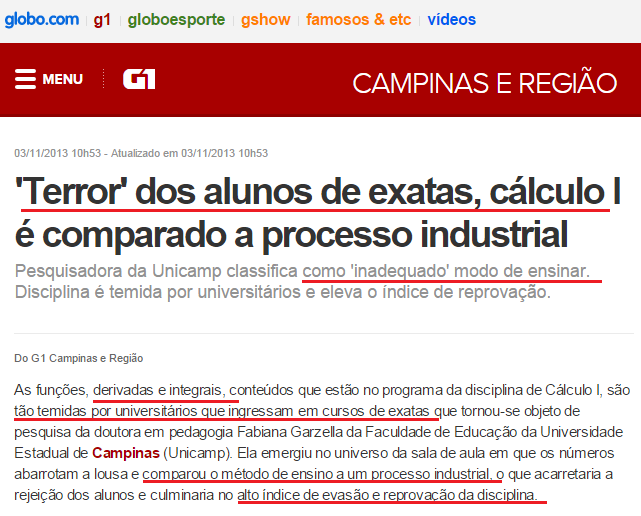 globo.com g1 globoesporte gshow famosos & etc vídeos
MENU G1 CAMPINAS E REGIÃO
03/11/2013 10h53 - Atualizado em 03/11/2013 10h53
'Terror' dos alunos de exatas, cálculo I
é comparado a processo industrial
Pesquisadora da Unicamp classifica como 'inadequado' modo de ensinar.
Disciplina é temida por universitários e eleva o índice de reprovação.
Do G1 Campinas e Região
As funções, derivadas e integrais, conteúdos que estão no programa da disciplina de Cálculo I, são
tão temidas por universitários que ingressam em cursos de exatas que tornou-se objeto de
pesquisa da doutora em pedagogia Fabiana Garzella da Faculdade de Educação da Universidade
Estadual de Campinas (Unicamp). Ela emergiu no universo da sala de aula em que os números
abarrotam a lousa e comparou o método de ensino a um processo industrial, o que acarretaria a
rejeição dos alunos e culminaria no alto índice de evasão e reprovação da disciplina.